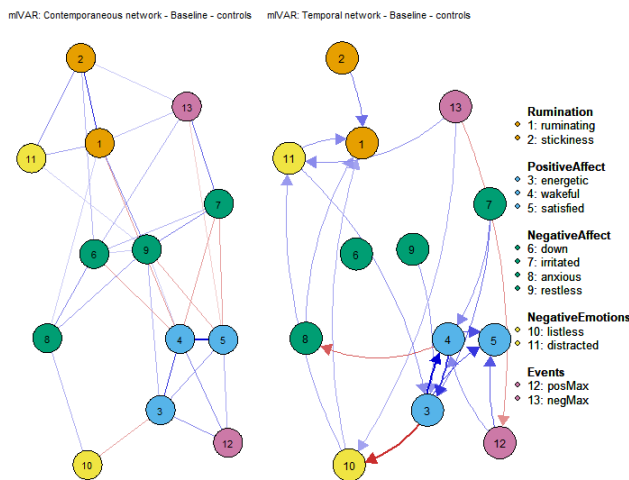 mlVAR: Contemporaneous network - Baseline - controls
mlVAR: Temporal network - Baseline - controls
2
13
1
11
7
6
9
8
4
5
3
12
10
2
13
1
11
7
6
9
8
4
5
3
12
10
Rumination
1: ruminating
2: stickiness
PositiveAffect
3: energetic
4: wakeful
5: satisfied
NegativeAffect
6: down
7: irritated
8: anxious
9: restless
NegativeEmotions
10: listless
11: distracted
Events
12: posMax
13: negMax